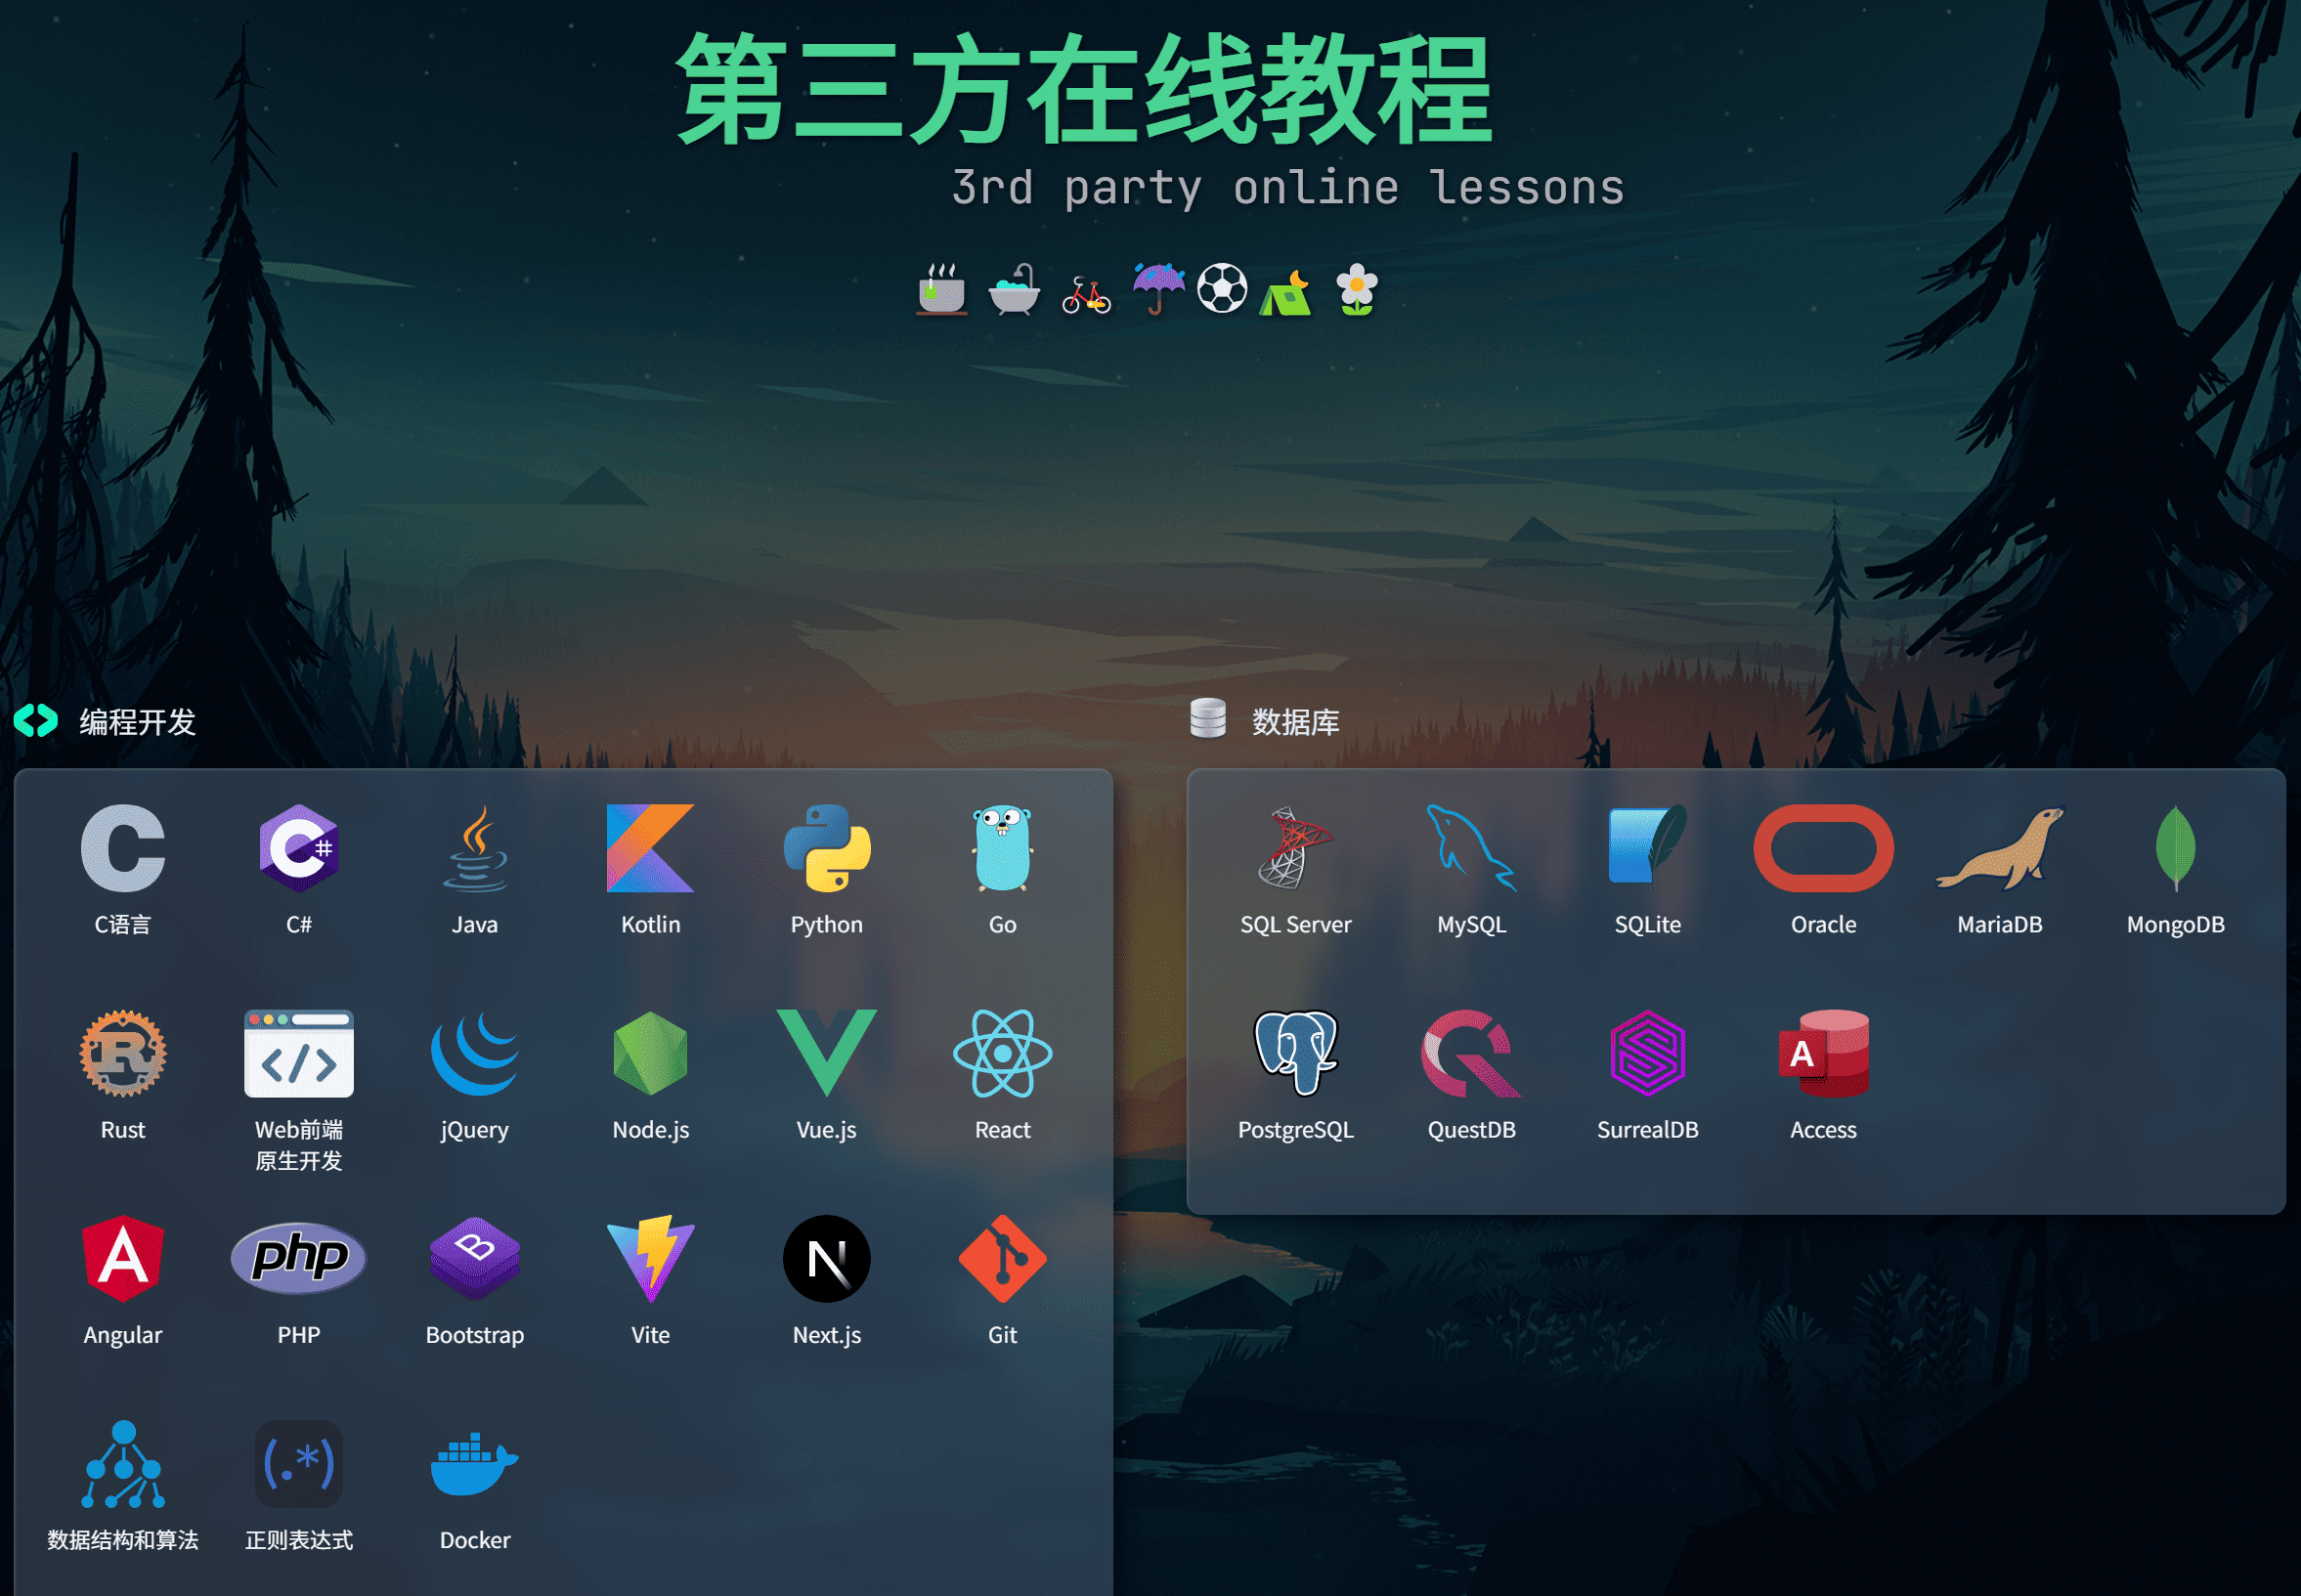 第三方在线教程
3rd party online lessons
编程开发
C语言
C#
Java
Kotlin
Python
Go
Rust
Web前端
原生开发
jQuery
Node.js
Vue.js
React
Angular
php
PHP
Bootstrap
Vite
Next.js
Git
数据结构和算法
(.*)
正则表达式
Docker
数据库
SQL Server
MySQL
SQLite
Oracle
MariaDB
MongoDB
PostgreSQL
QuestDB
SurrealDB
A
Access